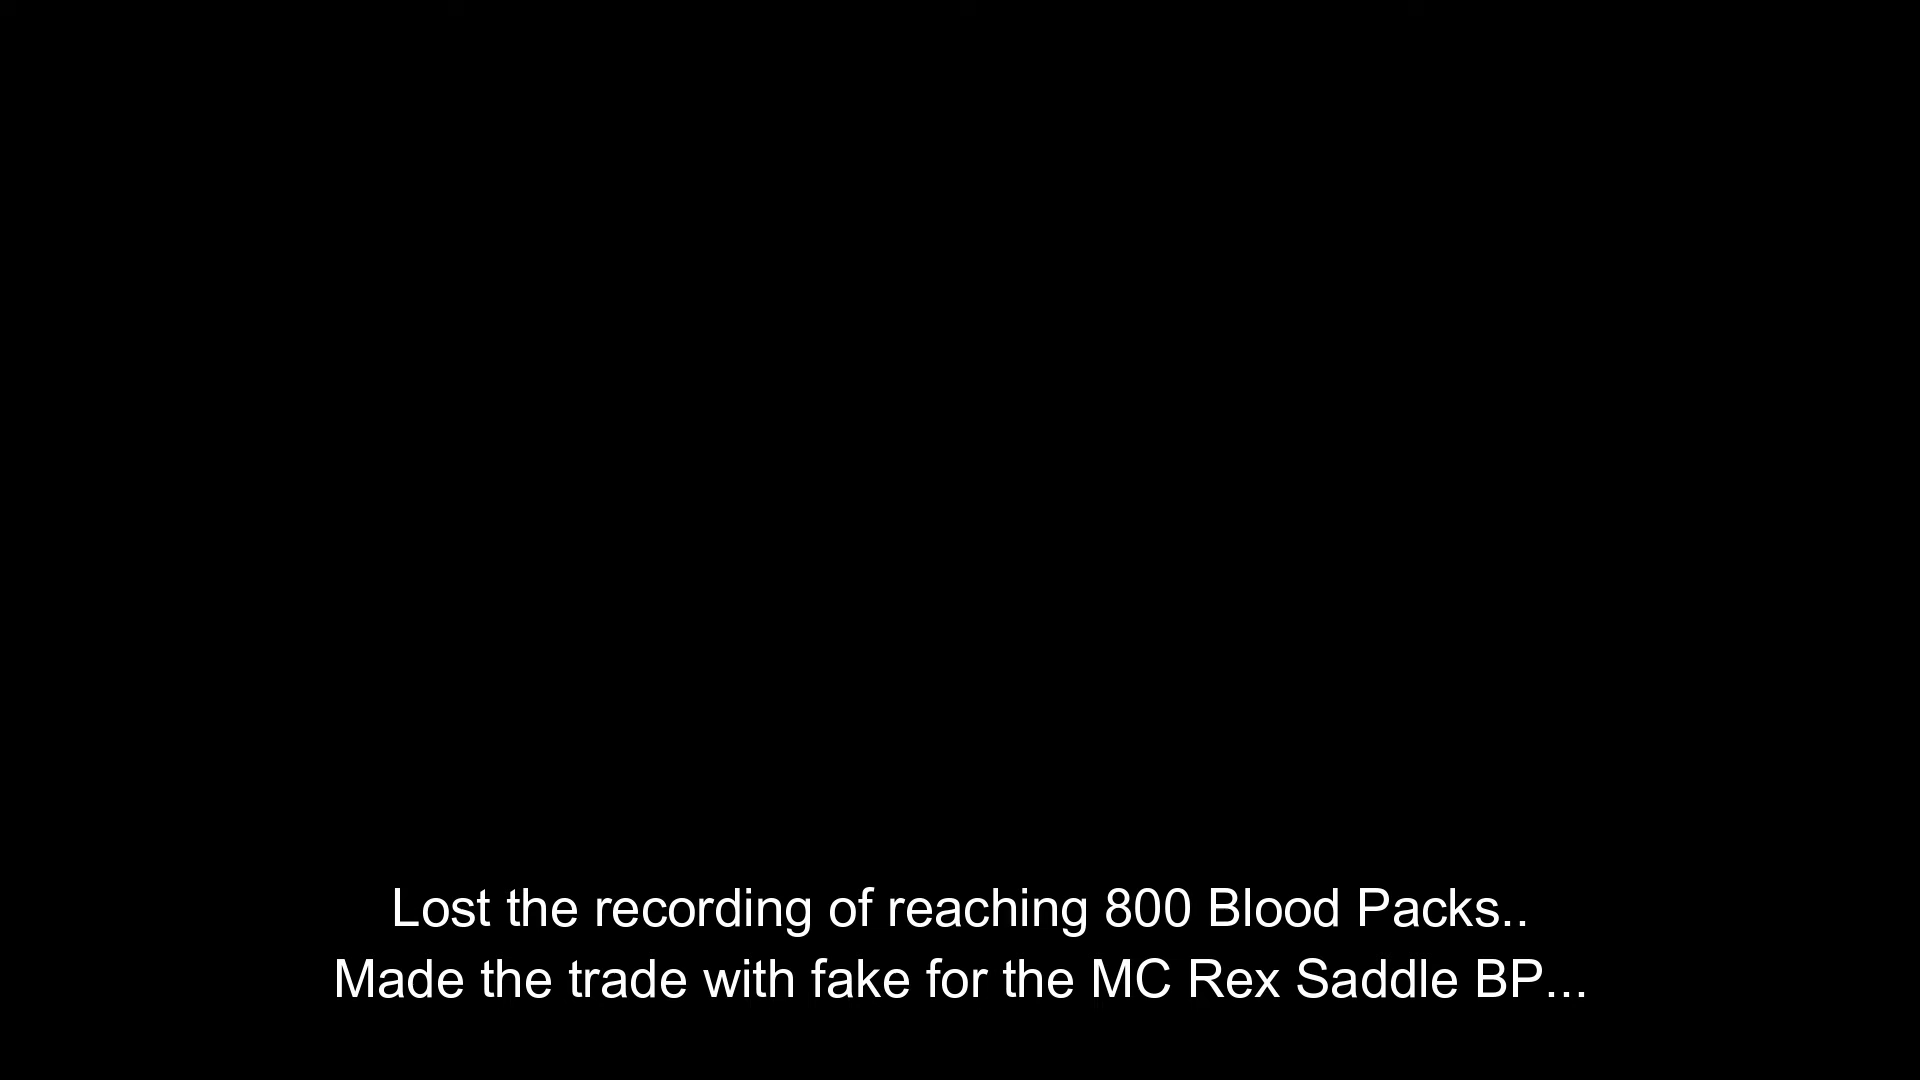 Lost the recording of reaching 800 Blood Packs..
Made the trade with fake for the MC Rex Saddle BP...